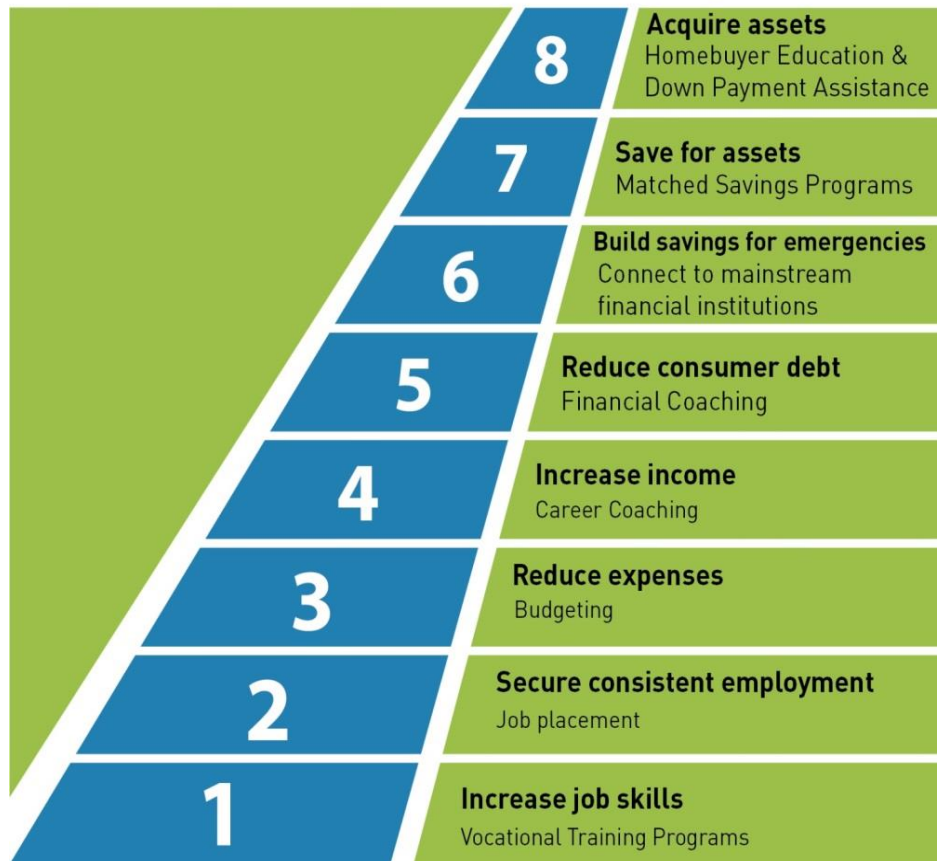 8
Acquire assets
Homebuyer Education &
Down Payment Assistance
7
Save for assets
Matched Savings Programs
6
Build savings for emergencies
Connect to mainstream
financial institutions
5
Reduce consumer debt
Financial Coaching
4
Increase income
Career Coaching
3
Reduce expenses
Budgeting
2
Secure consistent employment
Job placement
1
Increase job skills
Vocational Training Programs